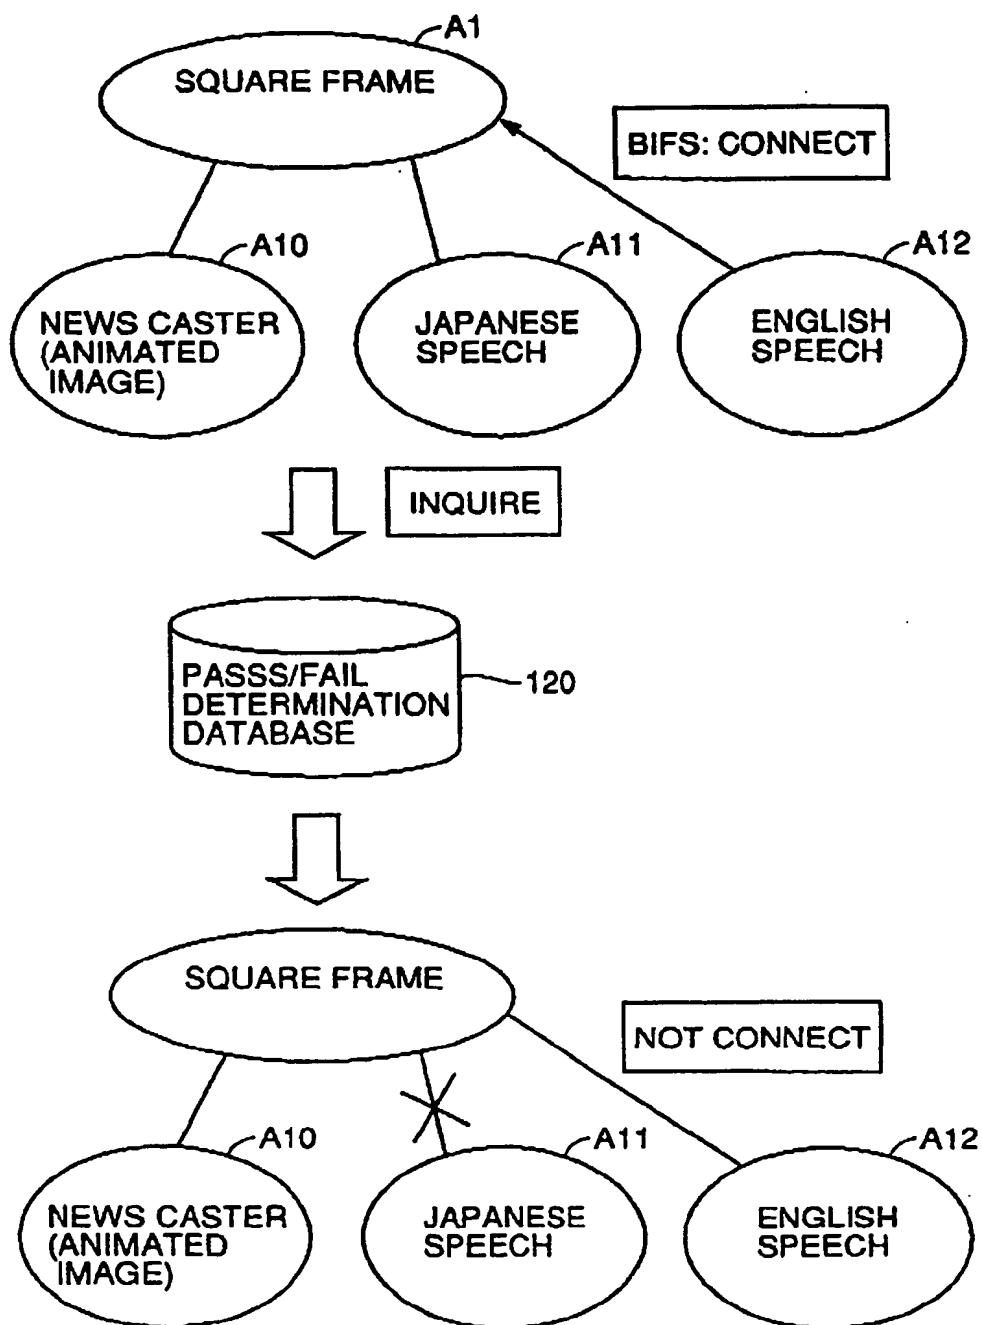 A1
SQUARE FRAME
BIFS: CONNECT
A10
A11
A12
NEWS CASTER
(ANIMATED
IMAGE)
JAPANESE
SPEECH
ENGLISH
SPEECH
INQUIRE
PASSS/FAIL
DETERMINATION
DATABASE
120
SQUARE FRAME
NOT CONNECT
A10
A11
A12
NEWS CASTER
(ANIMATED
IMAGE)
JAPANESE
SPEECH
ENGLISH
SPEECH